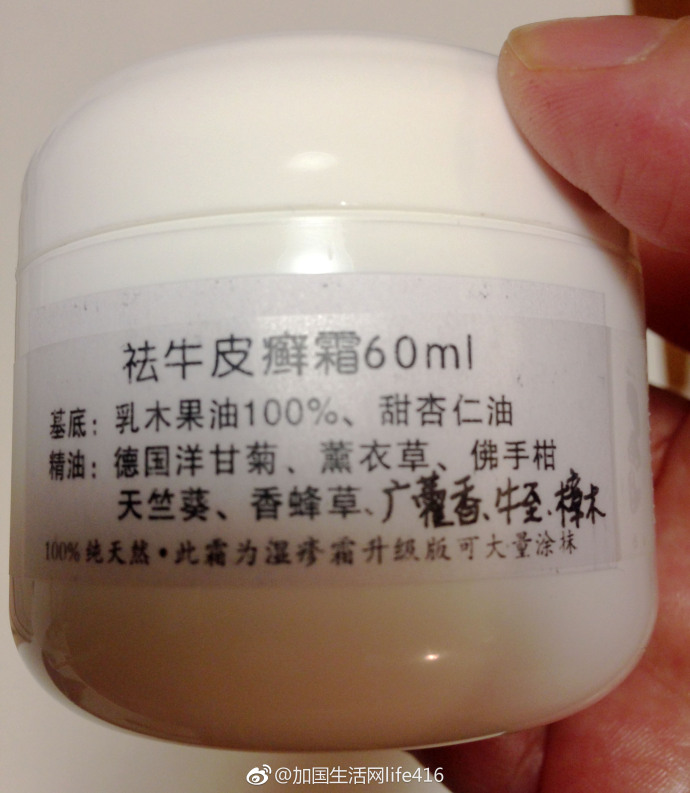 祛牛皮癣霜60ml
基底：乳木果油100%、甜杏仁油
精油：德国洋甘菊、薰衣草、佛手柑
天竺葵、香蜂草、广藿香、牛至、樟木
100%纯天然·此霜为湿疹霜升级版可大量涂抹
@加国生活网life416